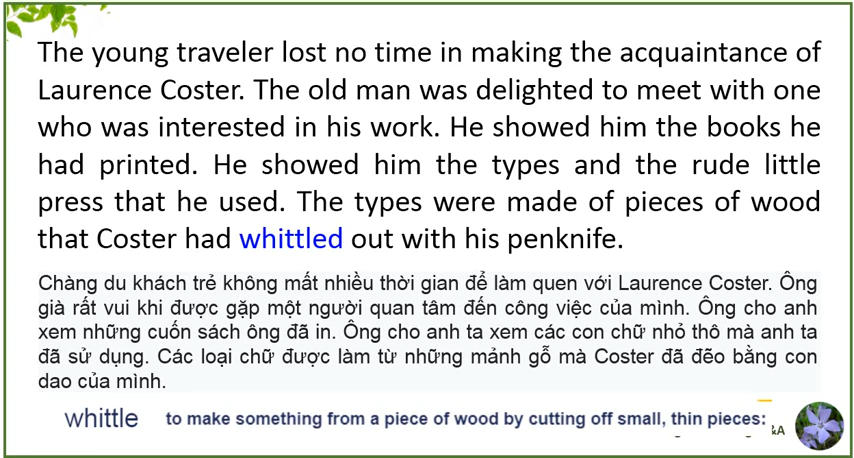 The young traveler lost no time in making the acquaintance of
Laurence Coster. The old man was delighted to meet with one
who was interested in his work. He showed him the books he
had printed. He showed him the types and the rude little
press that he used. The types were made of pieces of wood
that Coster had whittled out with his penknife.
Chàng du khách trẻ không mất nhiều thời gian để làm quen với Laurence Coster. Ông
già rất vui khi được gặp một người quan tâm đến công việc của mình. Ông cho anh
xem những cuốn sách ông đã in. Ông cho anh ta xem các con chữ nhỏ thô mà anh ta
đã sử dụng. Các loại chữ được làm từ những mảnh gỗ mà Coster đã đẽo bằng con
dao của mình.
whittle to make something from a piece of wood by cutting off small, thin pieces:
&A